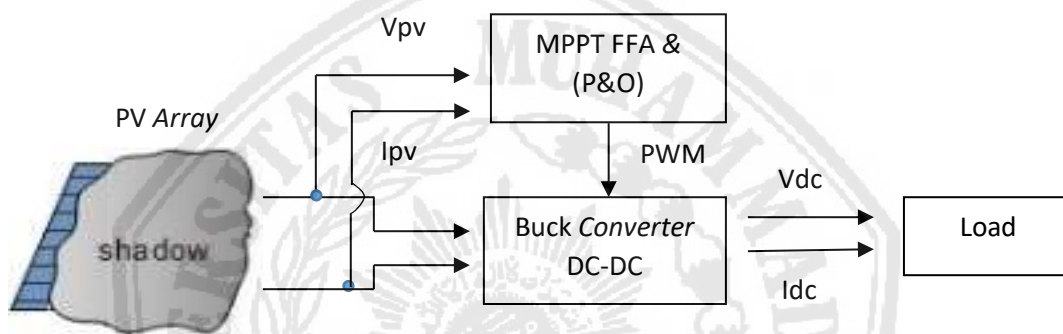 Vpv
MPPT FFA &
(P&O)
PV Array
Ipv
PWM
Vdc
shadow
Buck Converter
DC-DC
Load
Idc